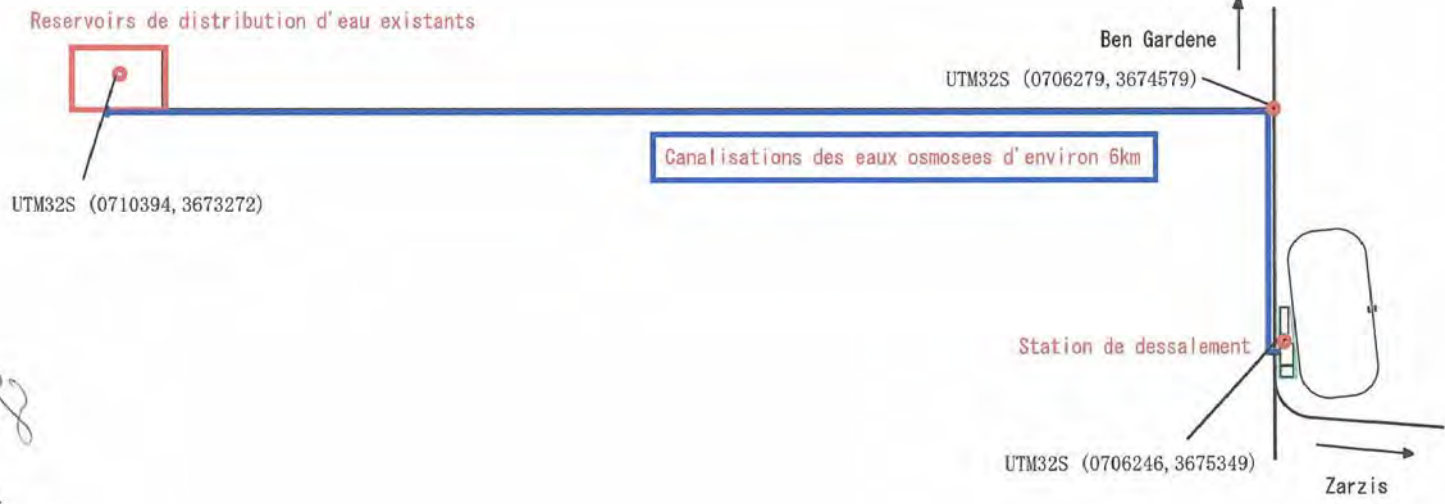 Reservoirs de distribution d'eau existants
Ben Gardene
UTM32S (0706279, 3674579)
Canalisations des eaux osmosees d'environ 6km
UTM32S (0710394, 3673272)
Station de dessalement
UTM32S (0706246, 3675349)
Zarzis